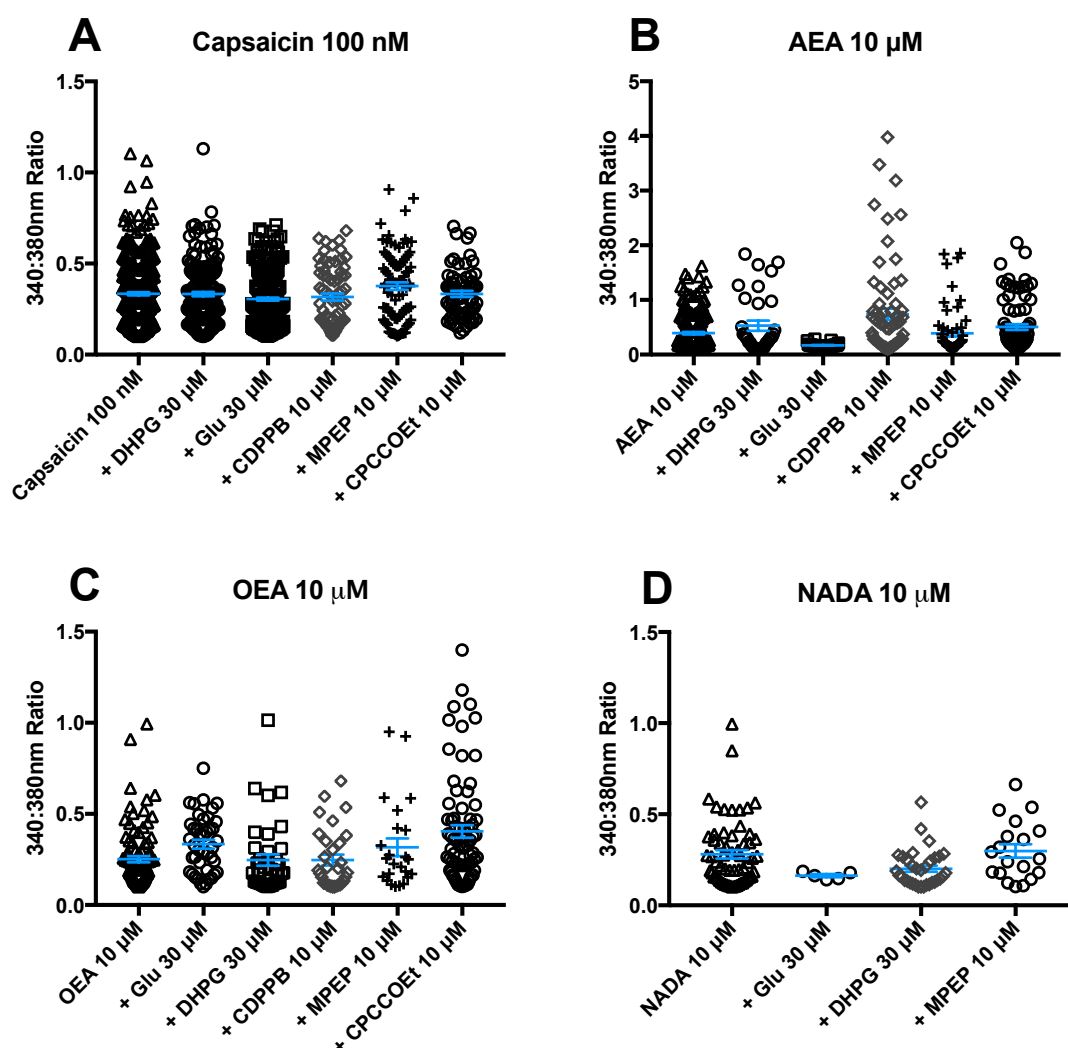 A
Capsaicin 100 nM
340:380nm Ratio
1.5
1.0
0.5
0.0
Capsaicin 100 nM
+ DHPG 30 µM
+ Glu 30 µM
+ CDPPB 10 µM
+ MPEP 10 µM
+ CPCCOEt 10 µM
B
AEA 10 µM
340:380nm Ratio
5
4
3
2
1
0
AEA 10 µM
+ DHPG 30 µM
+ Glu 30 µM
+ CDPPB 10 µM
+ MPEP 10 µM
+ CPCCOEt 10 µM
C
OEA 10 µM
340:380nm Ratio
1.5
1.0
0.5
0.0
OEA 10 µM
+ Glu 30 µM
+ DHPG 30 µM
+ CDPPB 10 µM
+ MPEP 10 µM
+ CPCCOEt 10 µM
D
NADA 10 µM
340:380nm Ratio
1.5
1.0
0.5
0.0
NADA 10 µM
+ Glu 30 µM
+ DHPG 30 µM
+ MPEP 10 µM